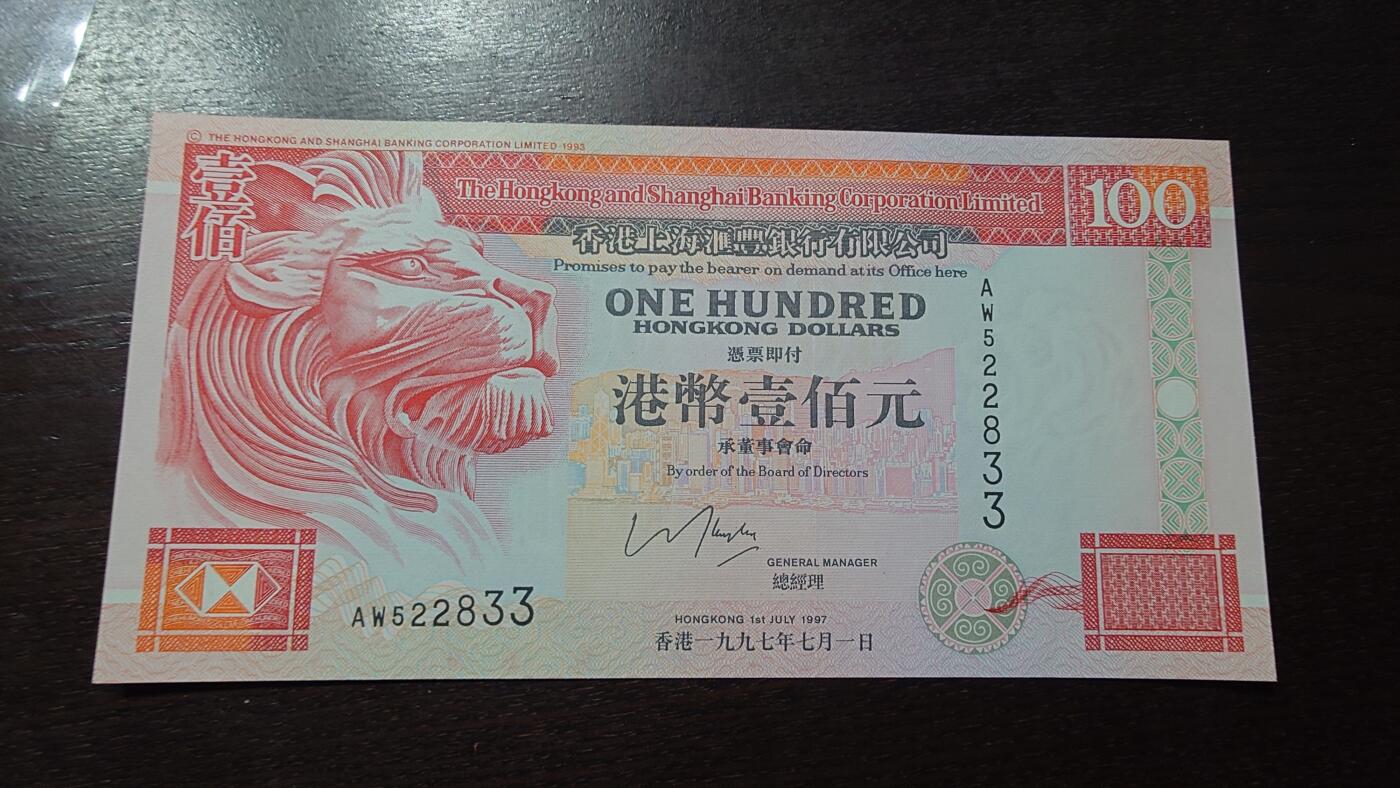 © THE HONGKONG AND SHANGHAI BANKING CORPORATION LIMITED 1993
壹佰
The Hongkong and Shanghai Banking Corporation Limited
100
香港上海滙豐銀行有限公司
Promises to pay the bearer on demand at its Office here
ONE HUNDRED
HONGKONG DOLLARS
AW522833
憑票即付
港幣壹佰元
承董事會命
By order of the Board of Directors
GENERAL MANAGER
總經理
AW522833
HONGKONG 1st JULY 1997
香港一九九七年七月一日